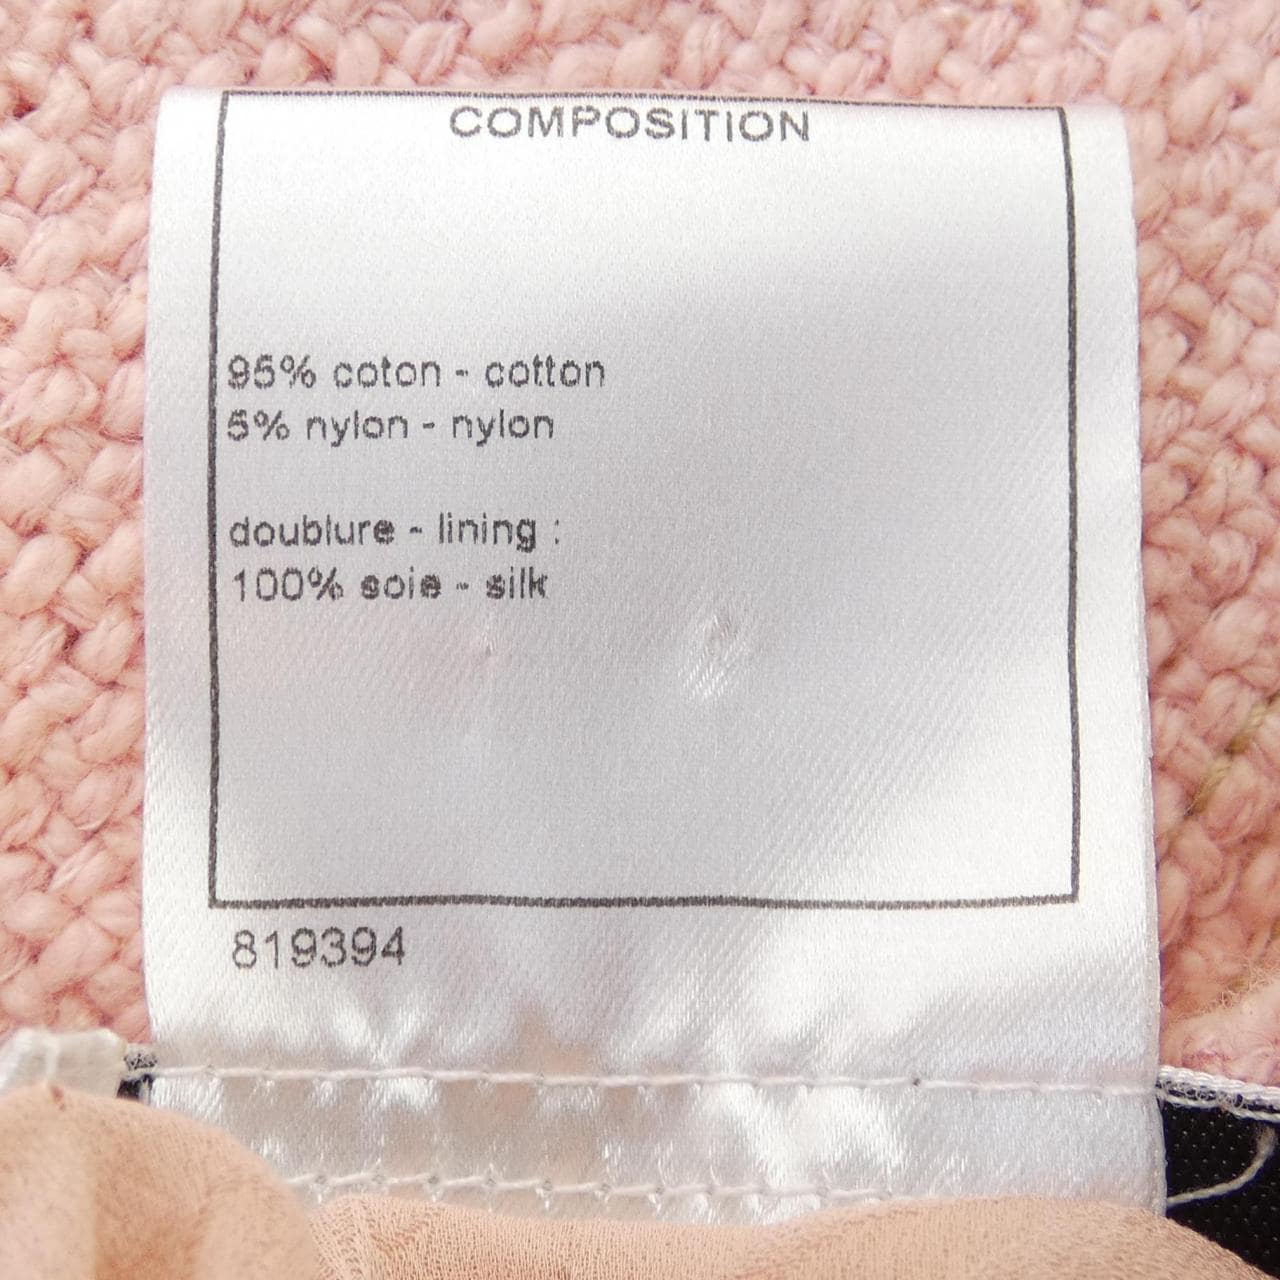 COMPOSITION
95% coton - cotton
5% nylon - nylon
doublure - lining :
100% soie - silk
819394